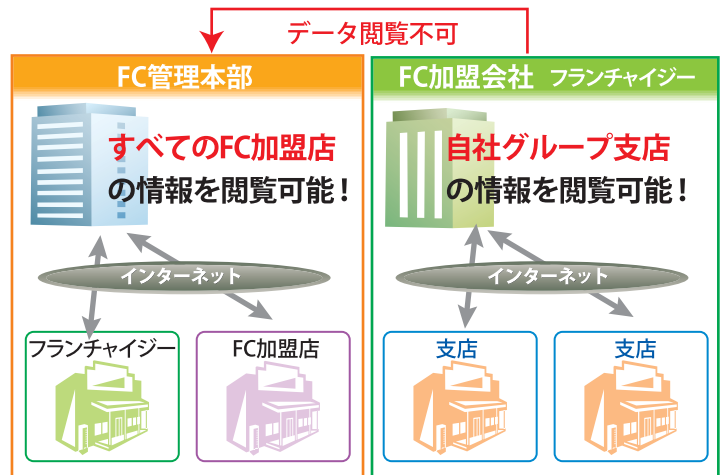 データ閲覧不可
FC管理本部
すべてのFC加盟店
の情報を閲覧可能！
インターネット
フランチャイジー
FC加盟店
FC加盟会社 フランチャイジー
自社グループ支店
の情報を閲覧可能！
インターネット
支店
支店